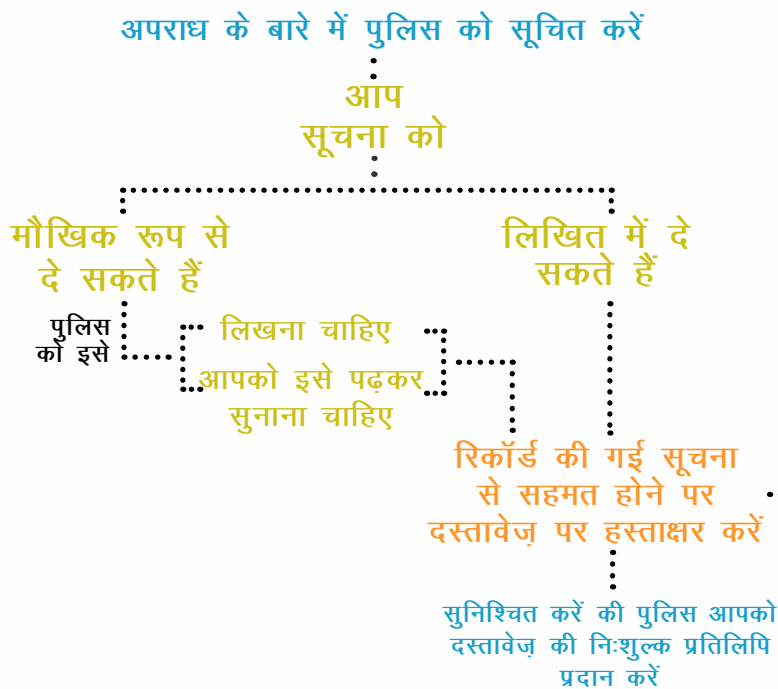 अपराध के बारे में पुलिस को सूचित करें
आप
सूचना को
मौखिक रूप से
दे सकते हैं
लिखित में दे
सकते हैं
पुलिस
को इसे
लिखना चाहिए
आपको इसे पढ़कर
सुनाना चाहिए
रिकॉर्ड की गई सूचना
से सहमत होने पर
दस्तावेज़ पर हस्ताक्षर करें
सुनिश्चित करें की पुलिस आपको
दस्तावेज़ की निःशुल्क प्रतिलिपि
प्रदान करें